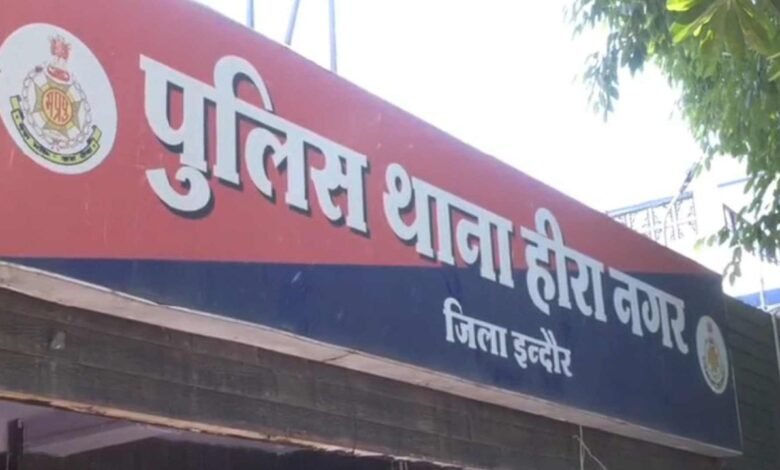 पुलिस थाना हीरा नगर
जिला इन्दौर